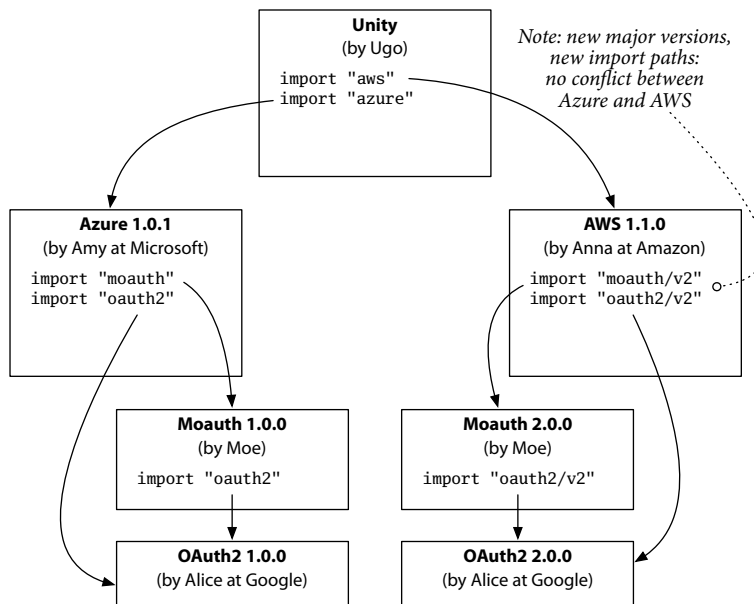 Unity
(by Ugo)
import "aws"
import "azure"
Note: new major versions,
new import paths:
no conflict between
Azure and AWS
Azure 1.0.1
(by Amy at Microsoft)
import "moauth"
import "oauth2"
AWS 1.1.0
(by Anna at Amazon)
import "moauth/v2"
import "oauth2/v2"
Moauth 1.0.0
(by Moe)
import "oauth2"
Moauth 2.0.0
(by Moe)
import "oauth2/v2"
OAuth2 1.0.0
(by Alice at Google)
OAuth2 2.0.0
(by Alice at Google)